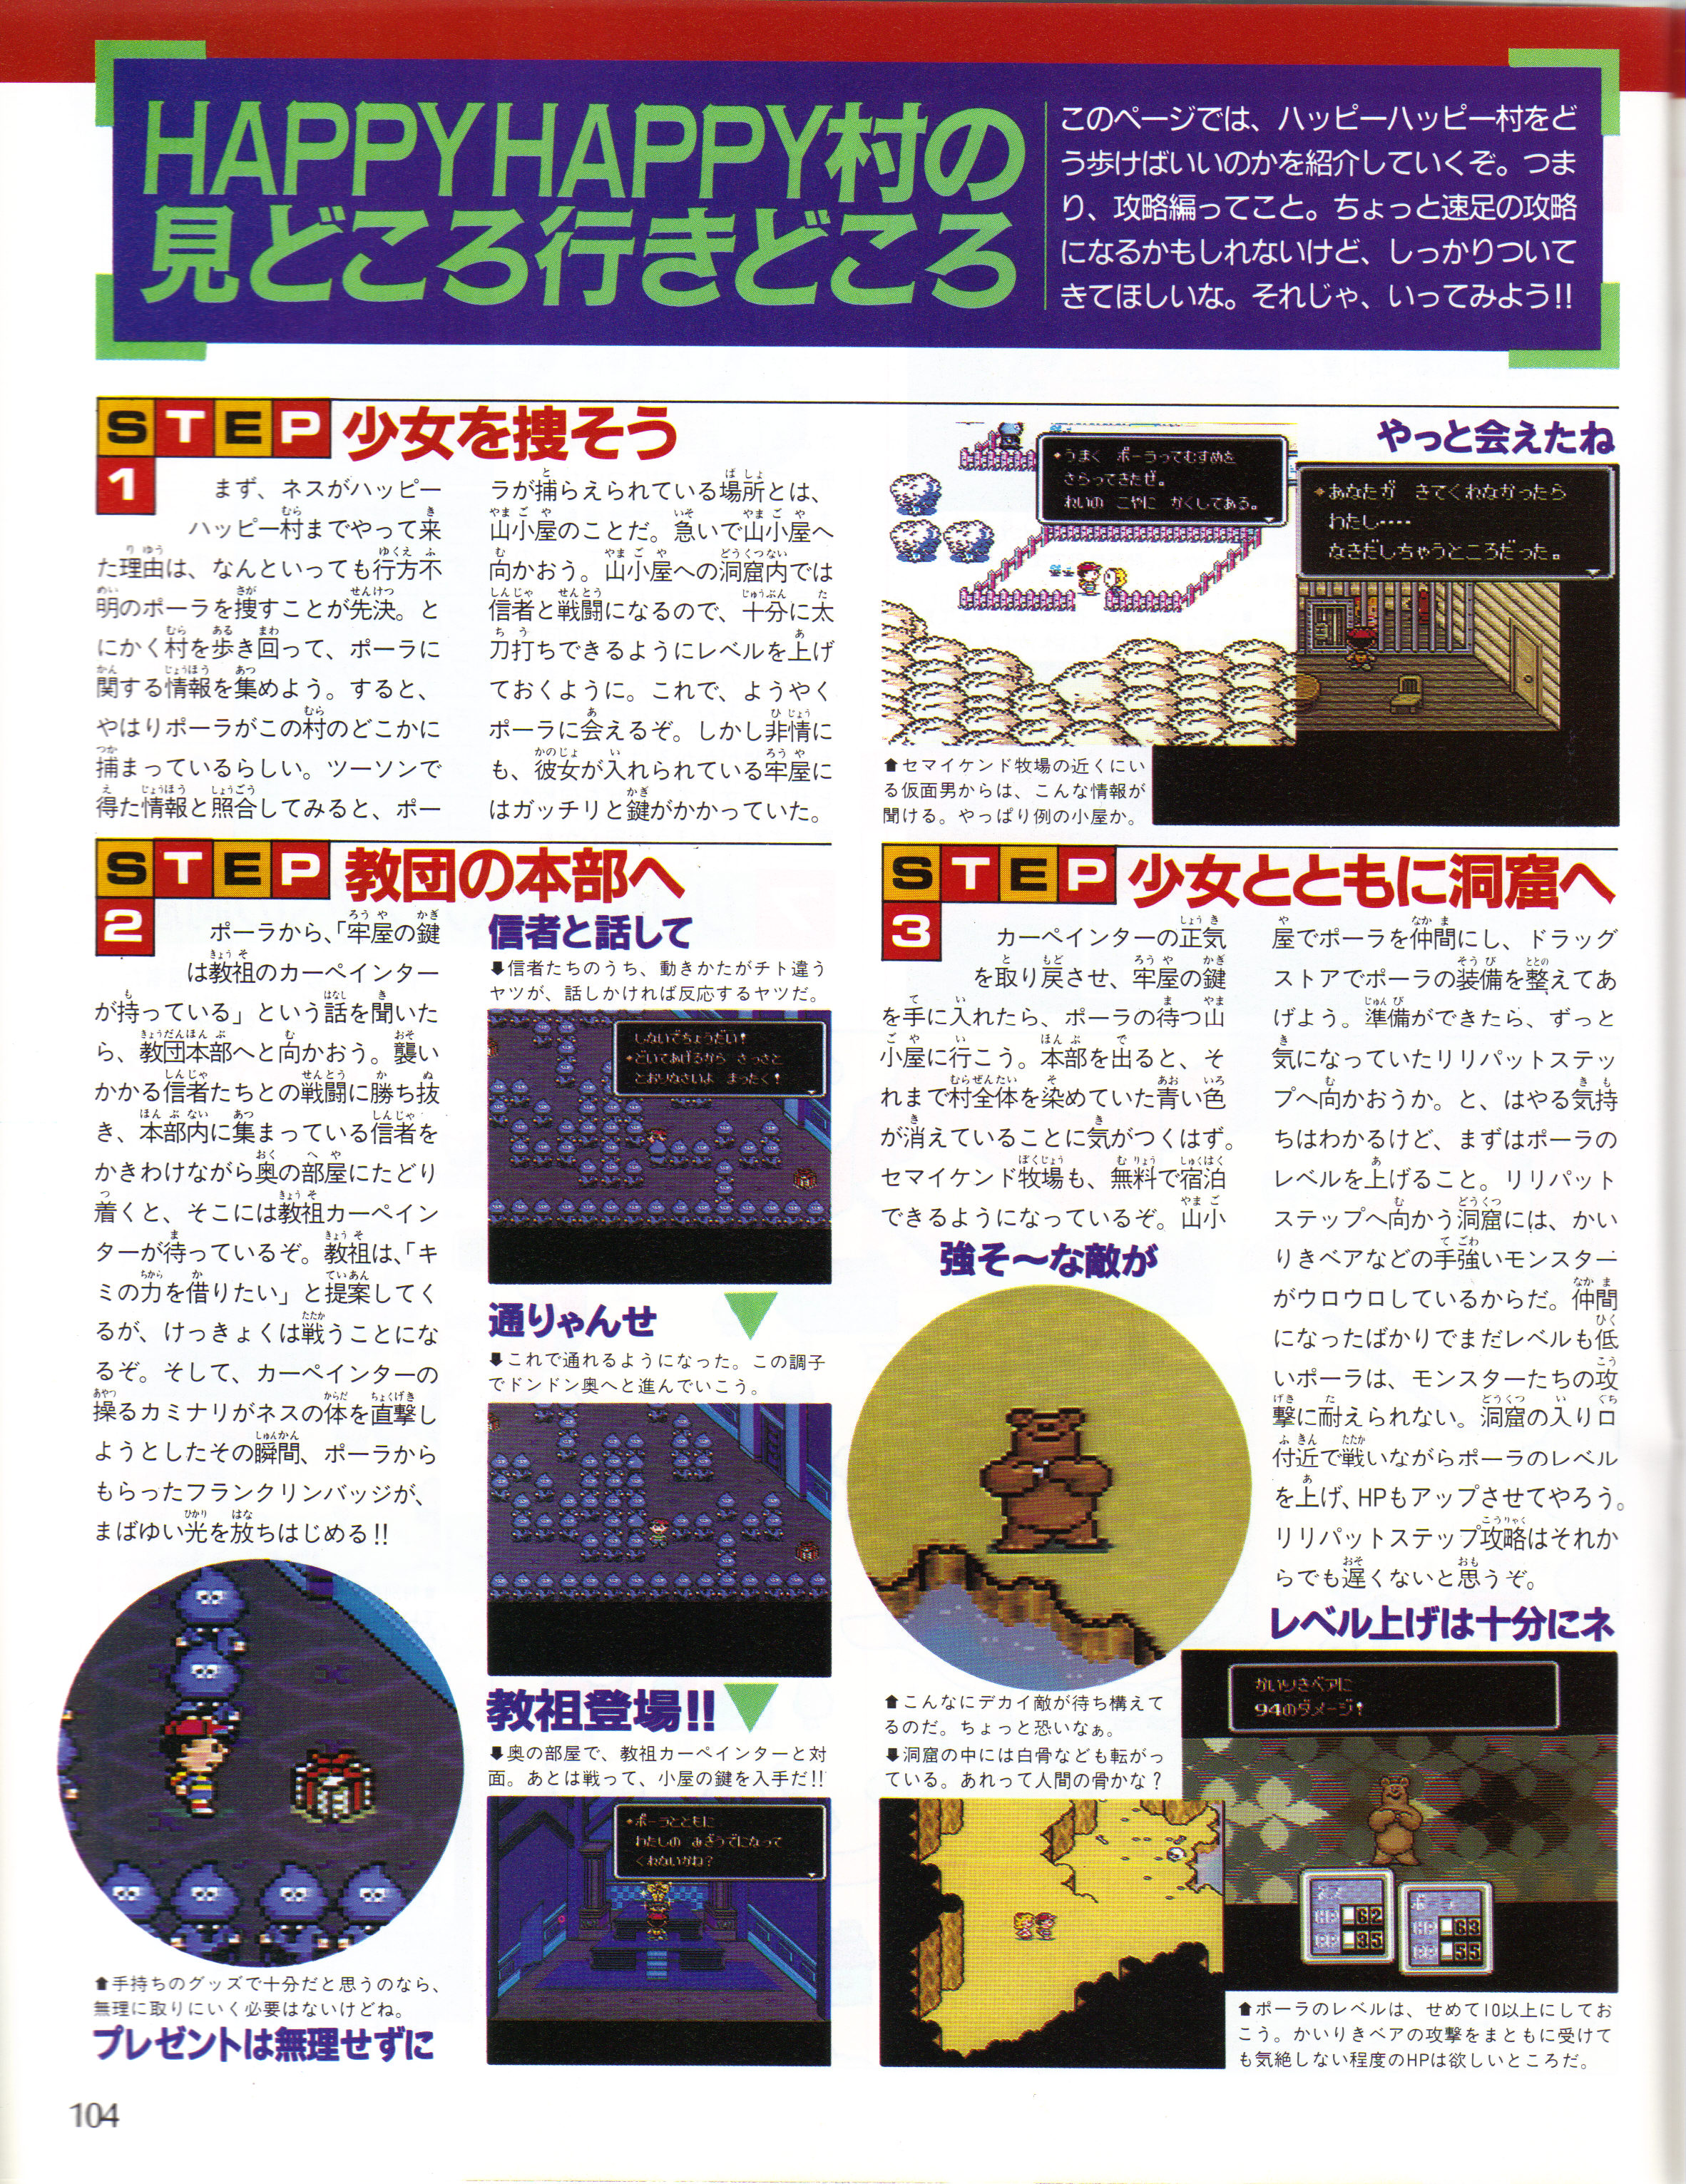 HAPPY HAPPY村の
見どころ行きどころ
このページでは、ハッピーハッピー村をど
う歩けばいいのかを紹介していくぞ。つま
り、攻略編ってこと。ちょっと速足の攻略
になるかもしれないけど、しっかりついて
きてほしいな。それじゃ、いってみよう!!
STEP 1 少女を捜そう
まず、ネスがハッピー
ハッピー村までやって来
た理由は、なんといっても行方不
明のポーラを捜すことが先決。と
にかく村を歩き回って、ポーラに
関する情報を集めよう。すると、
やはりポーラがこの村のどこかに
捕まっているらしい。ツーソンで
得た情報と照合してみると、ポー
ラが捕らえられている場所とは、
山小屋のことだ。急いで山小屋へ
向かおう。山小屋への洞窟内では
信者と戦闘になるので、十分に太
刀打ちできるようにレベルを上げ
ておくように。これで、ようやく
ポーラに会えるぞ。しかし非情に
も、彼女が入れられている牢屋に
はガッチリと鍵がかかっていた。
やっと会えたね
うまく ポーラってむすめを
さらってきたぜ。
れいの こやに かくしてある。
あなたが きてくれなかったら
わたし‥‥
なきだしちゃうところだった。
⬆セマイケンド牧場の近くにい
る仮面男からは、こんな情報が
聞ける。やっぱり例の小屋か。
STEP 2 教団の本部へ
ポーラから、「牢屋の鍵
は教祖のカーペインター
が持っている」という話を聞いた
ら、教団本部へと向かおう。襲い
かかる信者たちとの戦闘に勝ち抜
き、本部内に集まっている信者を
かきわけながら奥の部屋にたどり
着くと、そこには教祖カーペイン
ターが待っているぞ。教祖は、「キ
ミの力を借りたい」と提案してく
るが、けっきょくは戦うことにな
るぞ。そして、カーペインターの
操るカミナリがネスの体を直撃し
ようとしたその瞬間、ポーラから
もらったフランクリンバッジが、
まばゆい光を放ちはじめる!!
⬆手持ちのグッズで十分だと思うのなら、
無理に取りにいく必要はないけどね。
プレゼントは無理せずに
信者と話して
⬇信者たちのうち、動きかたがチト違う
ヤツが、話しかければ反応するヤツだ。
しないでちょうだい!
どいてあげるから さっさと
とおりなさいよ まったく!
通りゃんせ
⬇これで通れるようになった。この調子
でドンドン奥へと進んでいこう。
教祖登場!!
⬇奥の部屋で、教祖カーペインターと対
面。あとは戦って、小屋の鍵を入手だ!!
ポーラとともに
わたしの みぎうでになって
くれないかね?
STEP 3 少女とともに洞窟へ
カーペインターの正気
を取り戻させ、牢屋の鍵
を手に入れたら、ポーラの待つ山
小屋に行こう。本部を出ると、そ
れまで村全体を染めていた青い色
が消えていることに気がつくはず。
セマイケンド牧場も、無料で宿泊
できるようになっているぞ。山小
屋でポーラを仲間にし、ドラッグ
ストアでポーラの装備を整えてあ
げよう。準備ができたら、ずっと
気になっていたリリパットステッ
プへ向かおうか。と、はやる気持
ちはわかるけど、まずはポーラの
レベルを上げること。リリパット
ステップへ向かう洞窟には、かい
りきベアなどの手強いモンスター
がウロウロしているからだ。仲間
になったばかりでまだレベルも低
いポーラは、モンスターたちの攻
撃に耐えられない。洞窟の入り口
付近で戦いながらポーラのレベル
を上げ、HPもアップさせてやろう。
リリパットステップ攻略はそれか
らでも遅くないと思うぞ。
強そ〜な敵が
⬆こんなにデカイ敵が待ち構えて
るのだ。ちょっと恐いなぁ。
⬇洞窟の中には白骨なども転がっ
ている。あれって人間の骨かな？
レベル上げは十分にネ
かいりきベアに
94のダメージ!
ネス
HP 62
PP 35
ポーラ
HP 63
PP 55
⬆ポーラのレベルは、せめて10以上にしてお
こう。かいりきベアの攻撃をまともに受けて
も気絶しない程度のHPは欲しいところだ。
104